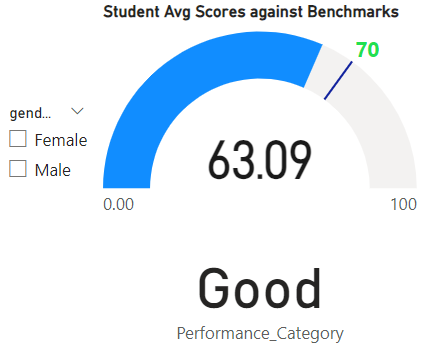 Student Avg Scores against Benchmarks
70
gend...
Female
Male
63.09
0.00
100
Good
Performance_Category